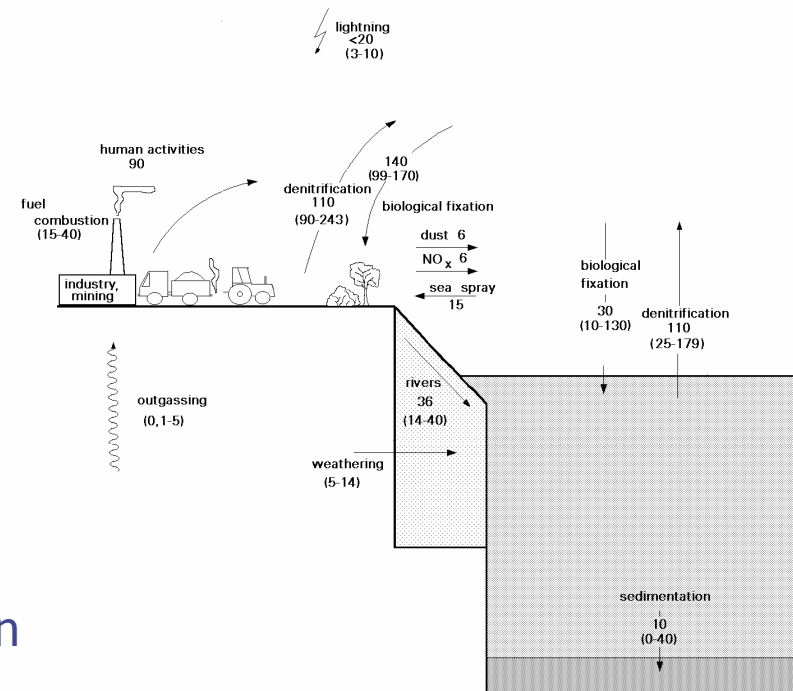 lightning
<20
(3-10)
human activities
90
fuel
combustion
(15-40)
industry,
mining
denitrification
110
(90-243)
140
(99-170)
biological fixation
dust 6
NOx 6
sea spray
15
biological
fixation
30
(10-130)
denitrification
110
(25-179)
outgassing
(0,1-5)
rivers
36
(14-40)
weathering
(5-14)
sedimentation
10
(0-40)
n